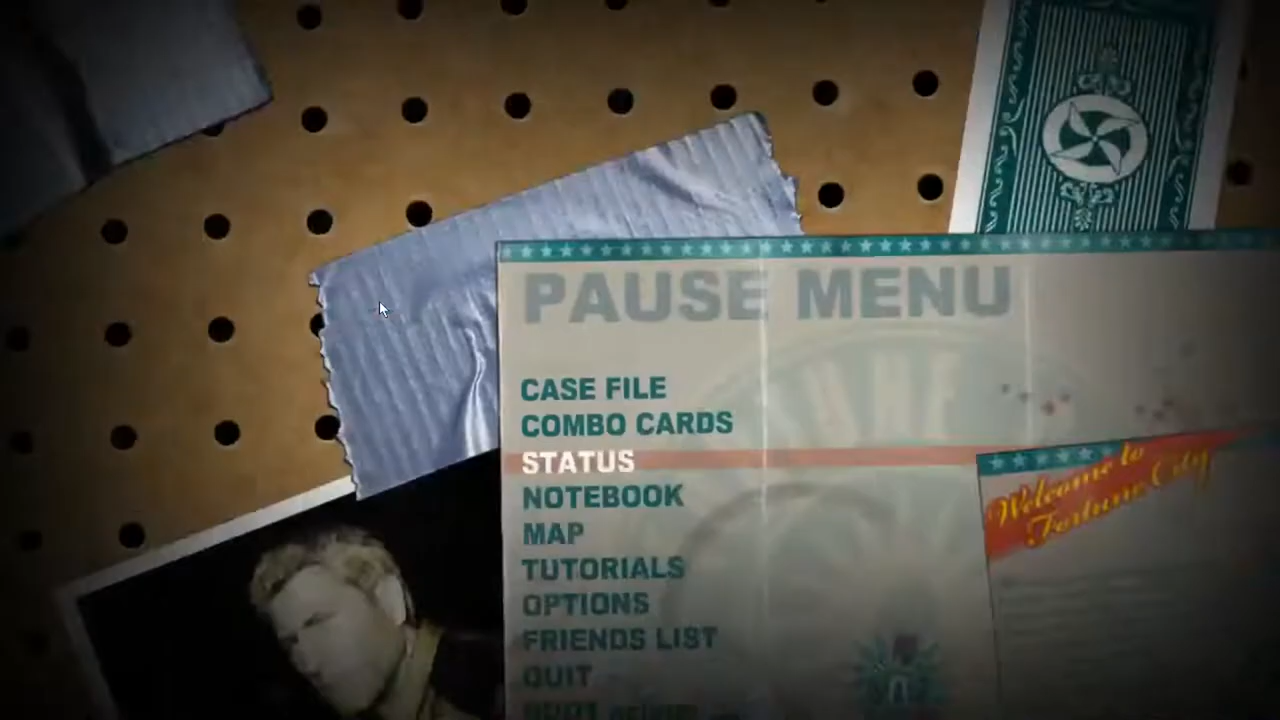 PAUSE MENU
CASE FILE
COMBO CARDS
STATUS
NOTEBOOK
MAP
TUTORIALS
OPTIONS
FRIENDS LIST
QUIT
Welcome to
Fortune City